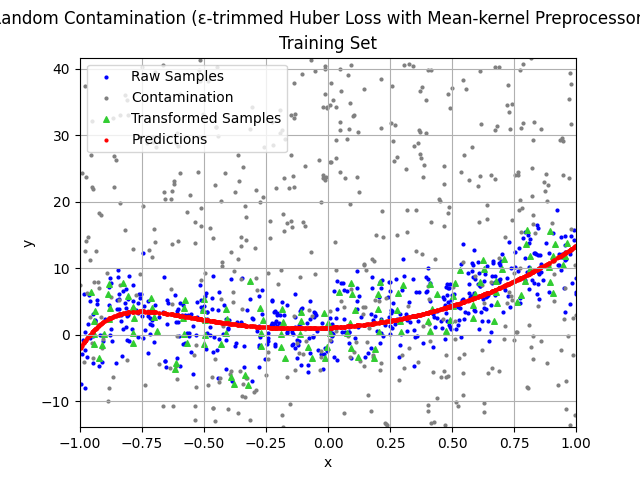 andom Contamination (ε-trimmed Huber Loss with Mean-kernel Preprocessor
Training Set
Raw Samples
Contamination
Transformed Samples
Predictions
40
30
20
10
0
−10
y
−1.00 −0.75 −0.50 −0.25 0.00 0.25 0.50 0.75 1.00
x